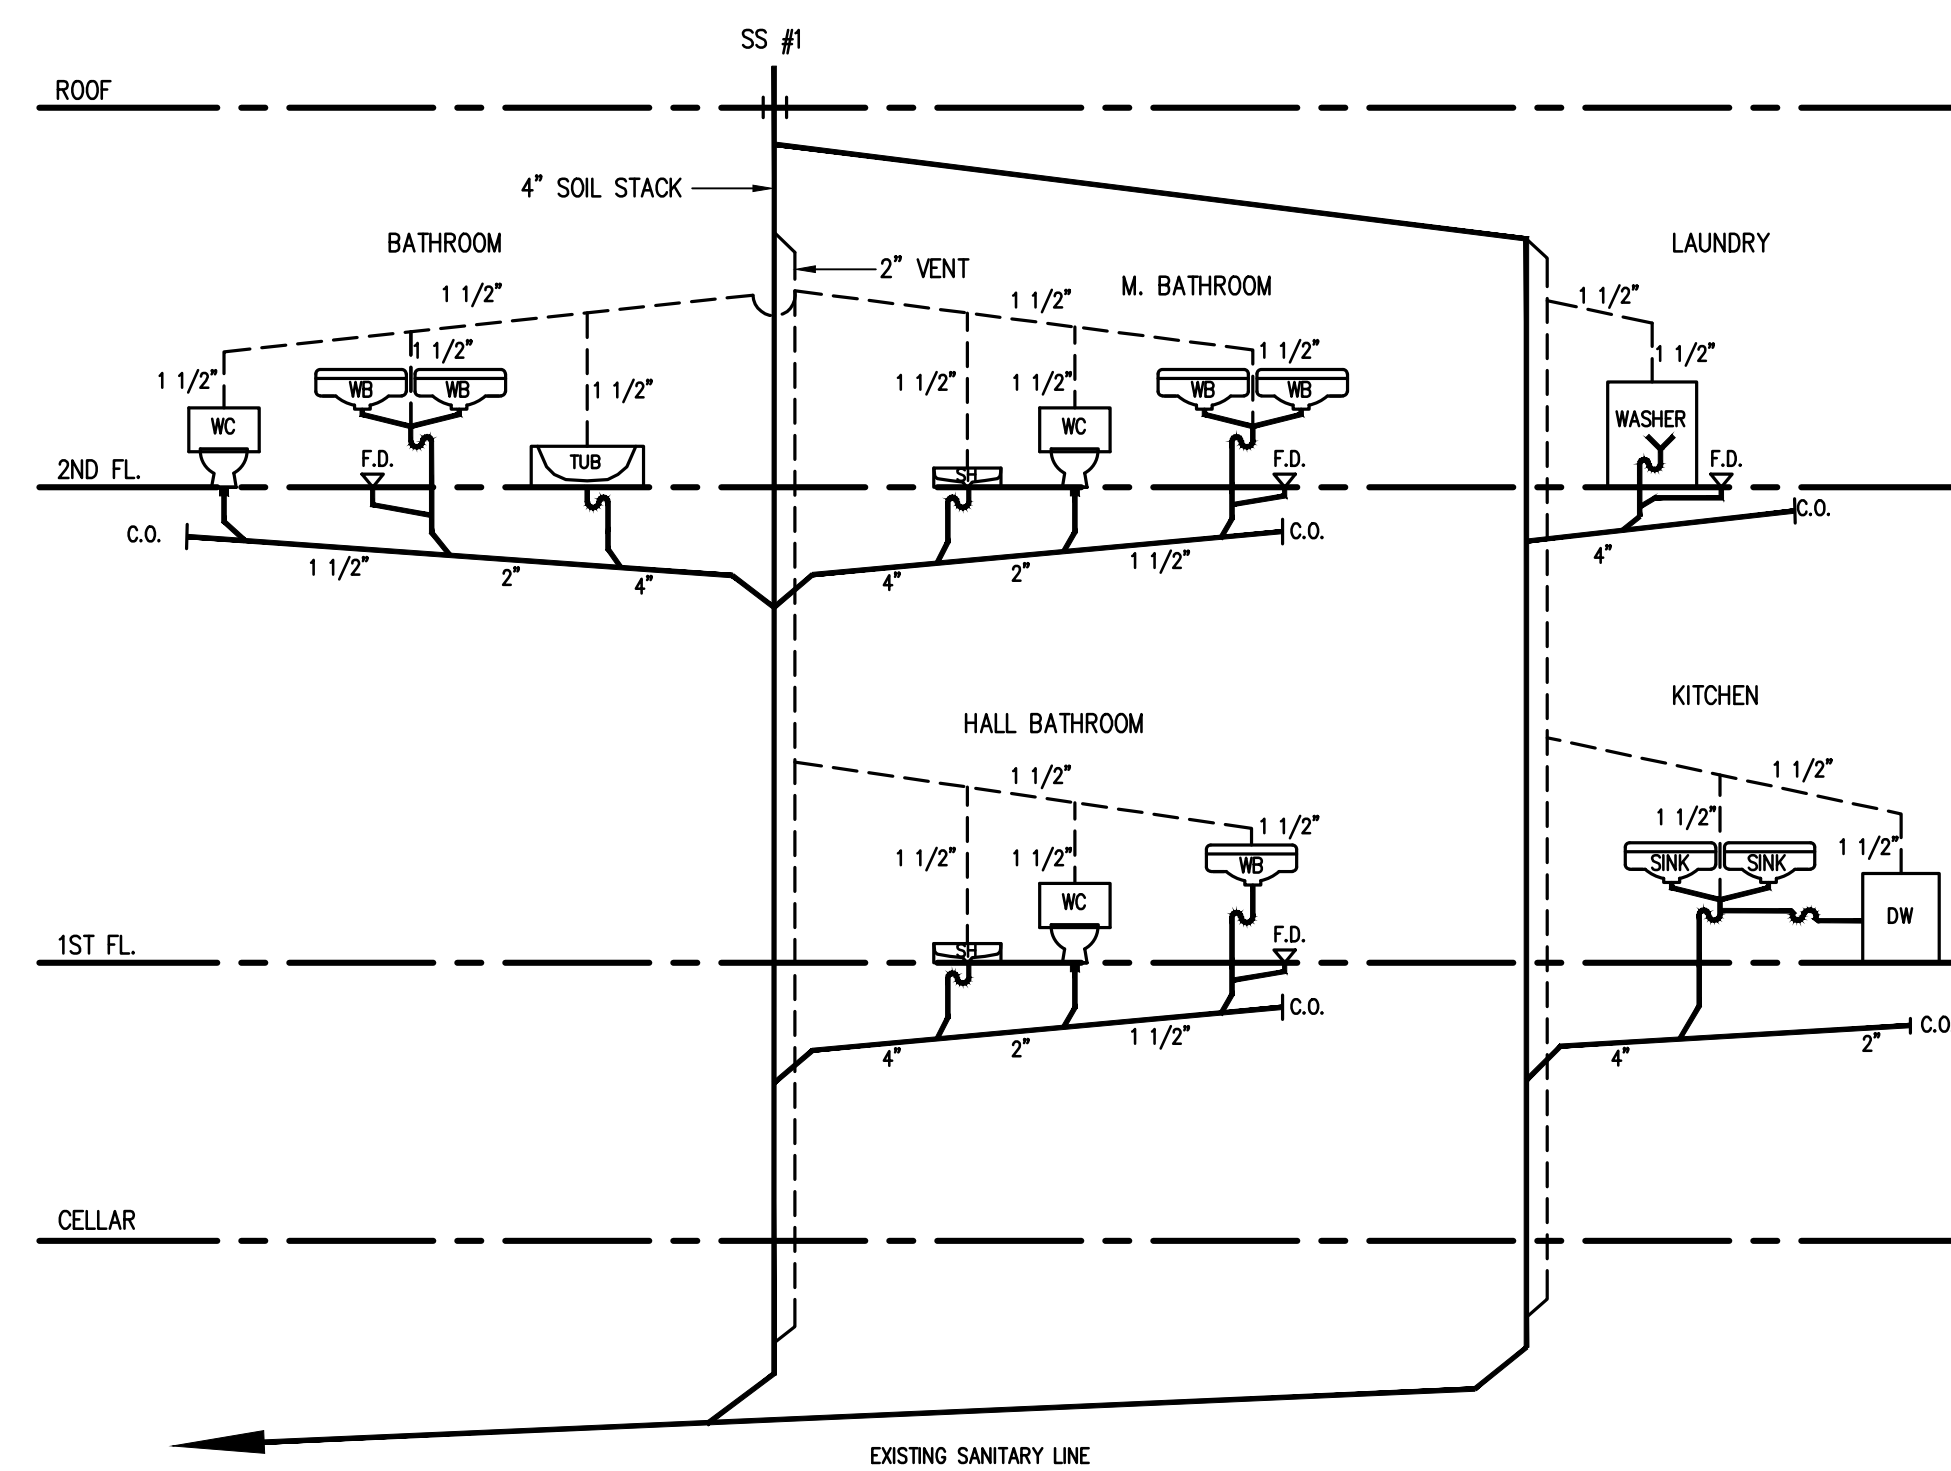 SS #1
ROOF
4" SOIL STACK
BATHROOM
LAUNDRY
2" VENT
M. BATHROOM
1 1/2"
1 1/2"
1 1/2"
1 1/2"
1 1/2"
1 1/2"
1 1/2"
1 1/2"
1 1/2"
1 1/2"
1 1/2"
WB
WB
WB
WB
WC
WC
WASHER
F.D.
TUB
SH
F.D.
F.D.
2ND FL.
C.O.
C.O.
C.O.
1 1/2"
2"
4"
4"
2"
1 1/2"
4"
KITCHEN
HALL BATHROOM
1 1/2"
1 1/2"
1 1/2"
1 1/2"
1 1/2"
1 1/2"
1 1/2"
WB
SINK
SINK
WC
DW
1ST FL.
SH
F.D.
C.O.
C.O
4"
2"
1 1/2"
4"
2"
CELLAR
EXISTING SANITARY LINE